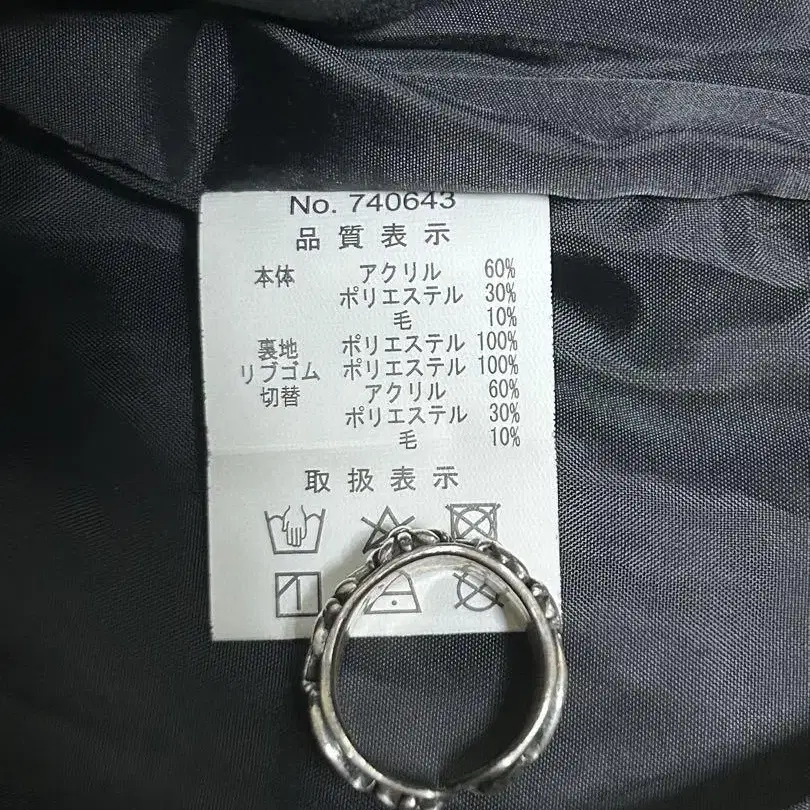 No. 740643
品質表示
本体 アクリル 60%
ポリエステル 30%
毛 10%
裏地 ポリエステル 100%
リブゴム ポリエステル 100%
切替 アクリル 60%
ポリエステル 30%
毛 10%
取扱表示